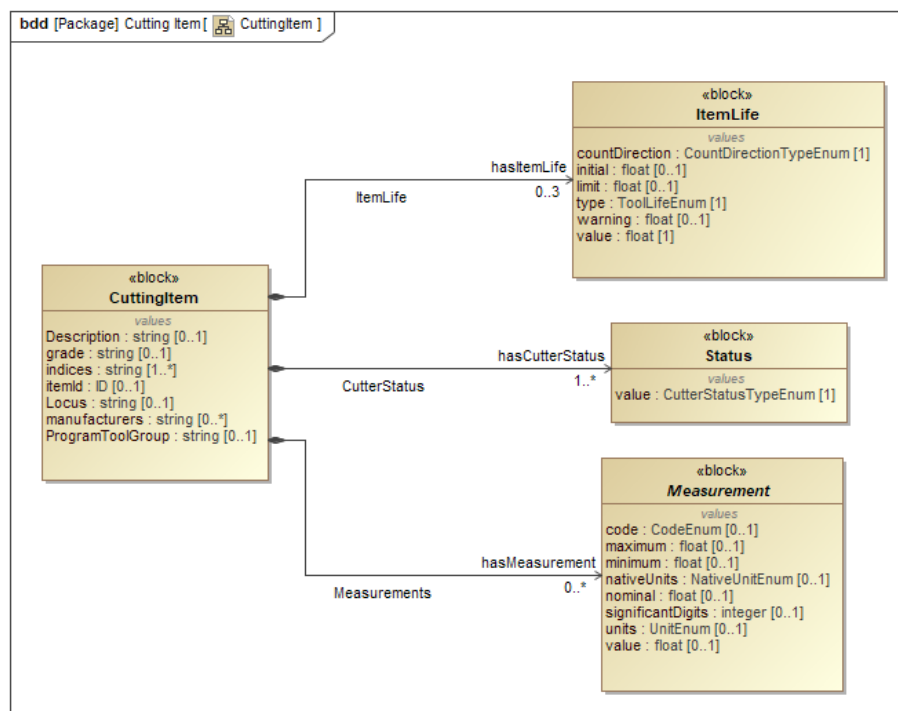 bdd [Package] Cutting Item [ CuttingItem ]
«block»
ItemLife
values
countDirection : CountDirectionTypeEnum [1]
initial : float [0..1]
limit : float [0..1]
type : ToolLifeEnum [1]
warning : float [0..1]
value : float [1]
hasItemLife
0..3
ItemLife
«block»
CuttingItem
values
Description : string [0..1]
grade : string [0..1]
indices : string [1..*]
itemId : ID [0..1]
Locus : string [0..1]
manufacturers : string [0..*]
ProgramToolGroup : string [0..1]
hasCutterStatus
1..*
CutterStatus
«block»
Status
values
value : CutterStatusTypeEnum [1]
hasMeasurement
0..*
Measurements
«block»
Measurement
values
code : CodeEnum [0..1]
maximum : float [0..1]
minimum : float [0..1]
nativeUnits : NativeUnitEnum [0..1]
nominal : float [0..1]
significantDigits : integer [0..1]
units : UnitEnum [0..1]
value : float [0..1]